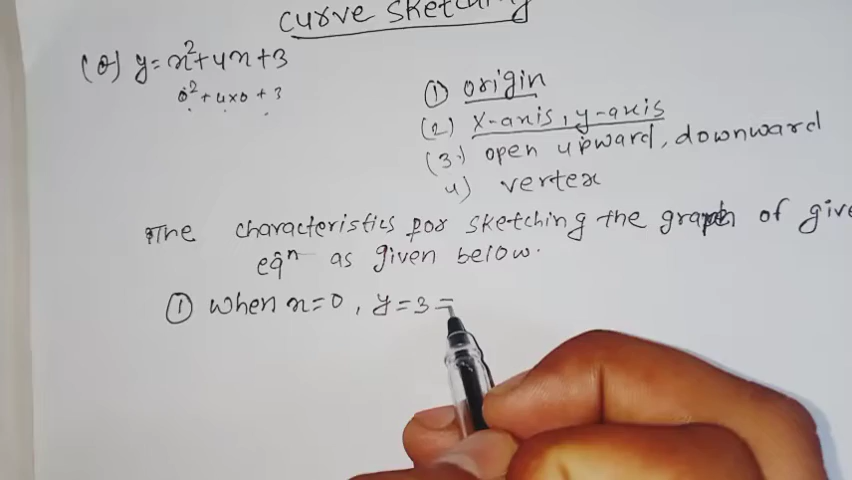 curve sketching
(a) y=x²+4x+3
0²+4×0+3
① origin
(2) x-axis, y-axis
(3.) open upward, downward
4) vertex
The characteristics for sketching the graph of give
eqⁿ as given below.
① when x=0, y=3=